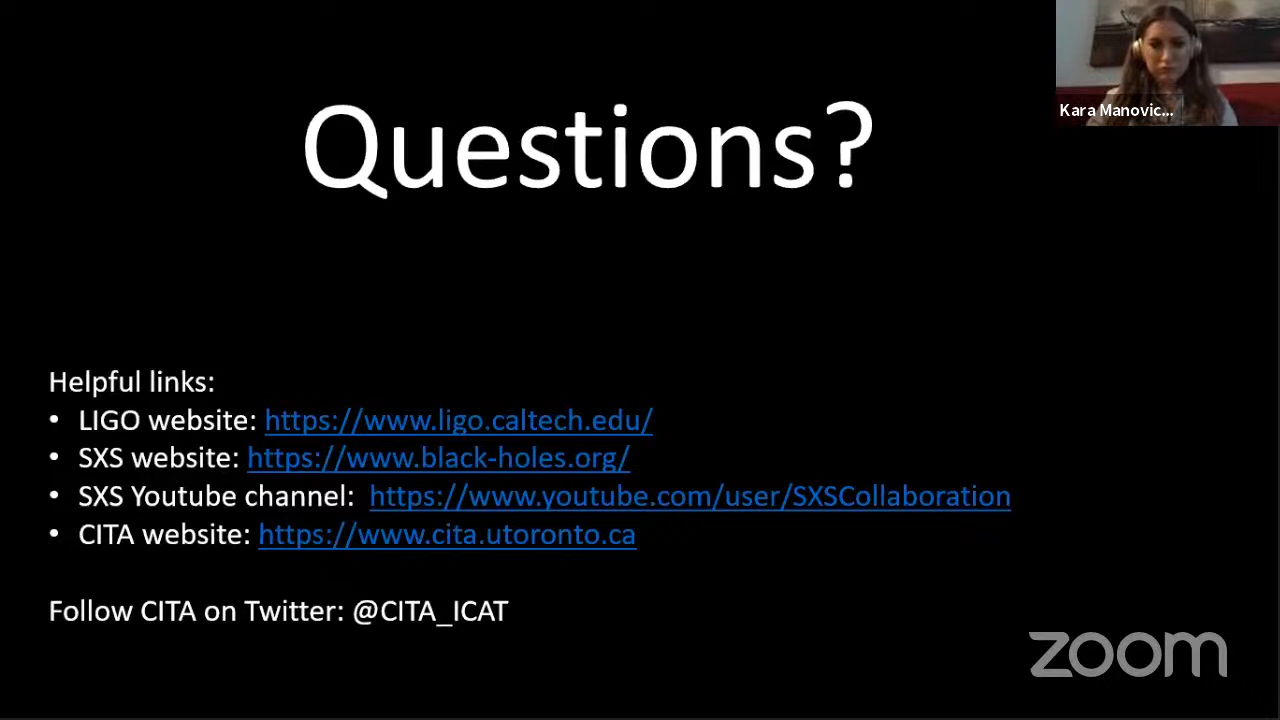 Questions?
Kara Manovic...
Helpful links:
• LIGO website: https://www.ligo.caltech.edu/
• SXS website: https://www.black-holes.org/
• SXS Youtube channel: https://www.youtube.com/user/SXSCollaboration
• CITA website: https://www.cita.utoronto.ca
Follow CITA on Twitter: @CITA_ICAT
zoom